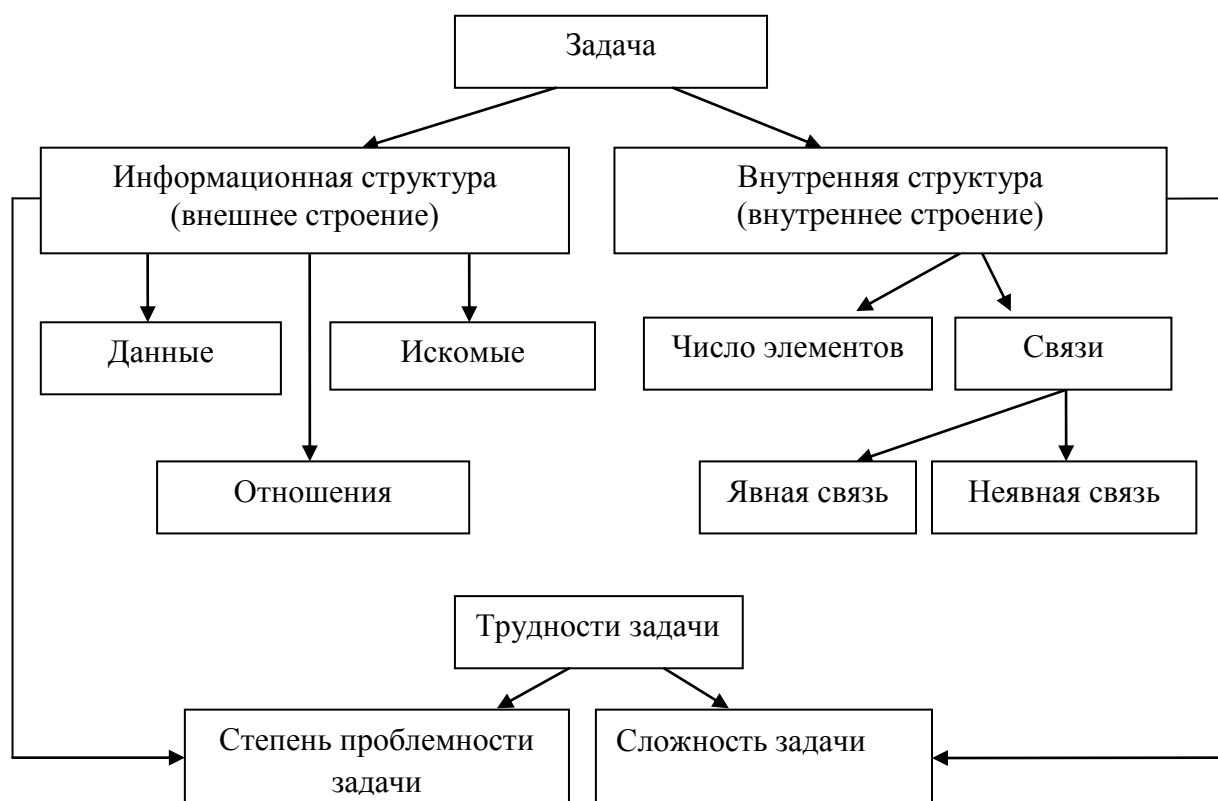 Задача
Информационная структура
(внешнее строение)
Внутренняя структура
(внутреннее строение)
Данные
Искомые
Число элементов
Связи
Отношения
Явная связь
Неявная связь
Трудности задачи
Степень проблемности
задачи
Сложность задачи